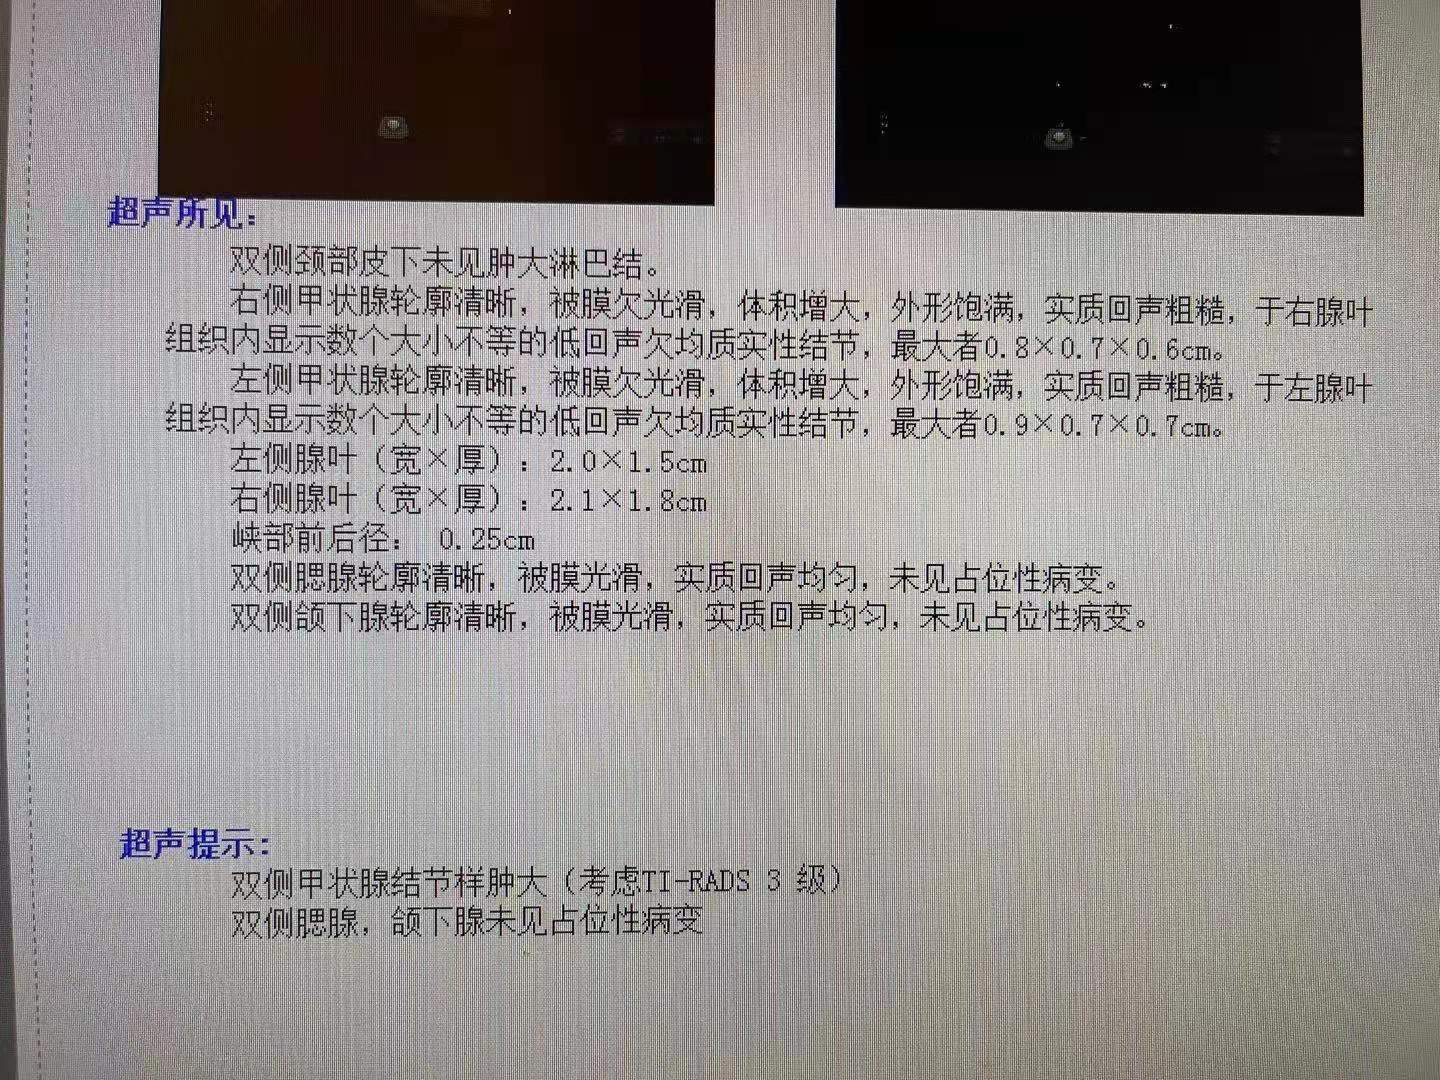 超声所见:
双侧颈部皮下未见肿大淋巴结。
右侧甲状腺轮廓清晰，被膜欠光滑，体积增大，外形饱满，实质回声粗糙，于右腺叶
组织内显示数个大小不等的低回声欠均质实性结节，最大者0.8×0.7×0.6cm。
左侧甲状腺轮廓清晰，被膜欠光滑，体积增大，外形饱满，实质回声粗糙，于左腺叶
组织内显示数个大小不等的低回声欠均质实性结节，最大者0.9×0.7×0.7cm。
左侧腺叶（宽×厚）：2.0×1.5cm
右侧腺叶（宽×厚）：2.1×1.8cm
峡部前后径： 0.25cm
双侧腮腺轮廓清晰，被膜光滑，实质回声均匀，未见占位性病变。
双侧颌下腺轮廓清晰，被膜光滑，实质回声均匀，未见占位性病变。
超声提示:
双侧甲状腺结节样肿大（考虑TI-RADS 3 级）
双侧腮腺，颌下腺未见占位性病变